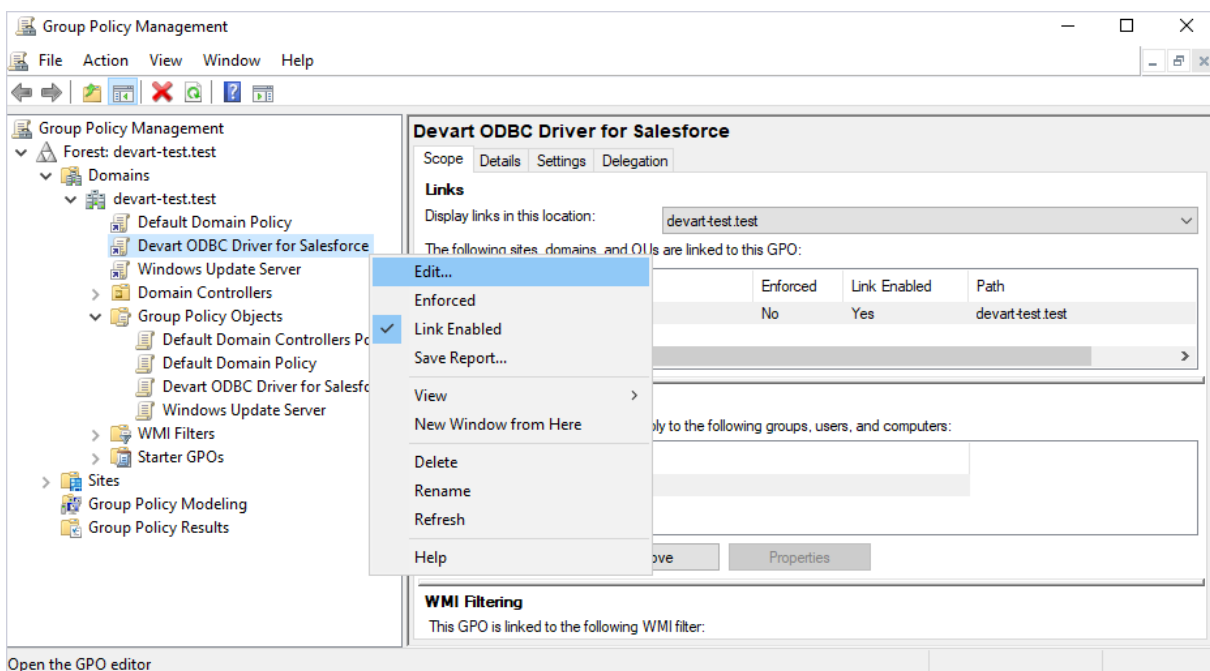 Group Policy Management
File Action View Window Help
Group Policy Management
Forest: devart-test.test
Domains
devart-test.test
Default Domain Policy
Devart ODBC Driver for Salesforce
Windows Update Server
Domain Controllers
Group Policy Objects
Default Domain Controllers
Default Domain Policy
Devart ODBC Driver for
Windows Update Server
WMI Filters
Starter GPOs
Sites
Group Policy Modeling
Group Policy Results
Edit...
Enforced
Link Enabled
Save Report...
View
New Window from Here
Delete
Rename
Refresh
Help
Devart ODBC Driver for Salesforce
Scope Details Settings Delegation
Links
Display links in this location: devart-test.test
The following sites, domains, and OUs are linked to this GPO:
Enforced Link Enabled Path
No Yes devart-test.test
to the following groups, users, and computers:
Properties
WMI Filtering
This GPO is linked to the following WMI filter:
Open the GPO editor